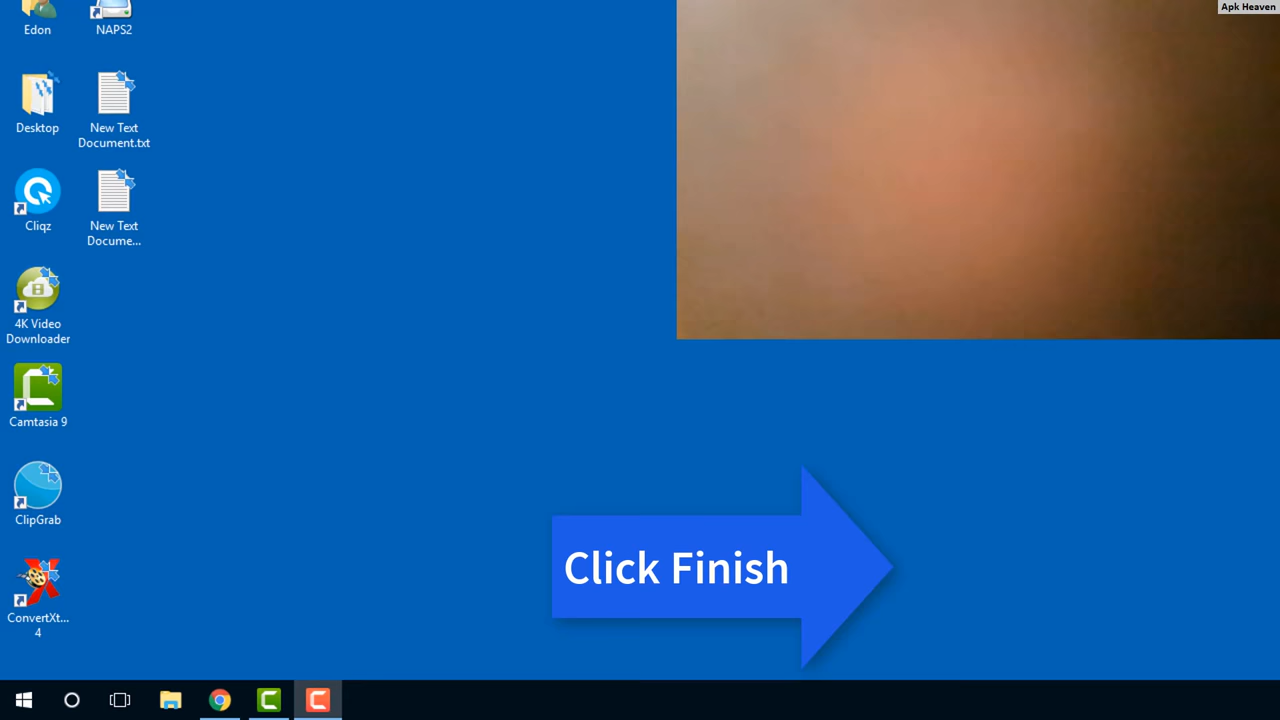 Apk Heaven
Edon
NAPS2
Desktop
New Text
Document.txt
Cliqz
New Text
Docume...
4K Video
Downloader
Camtasia 9
ClipGrab
ConvertXt...
4
Click Finish